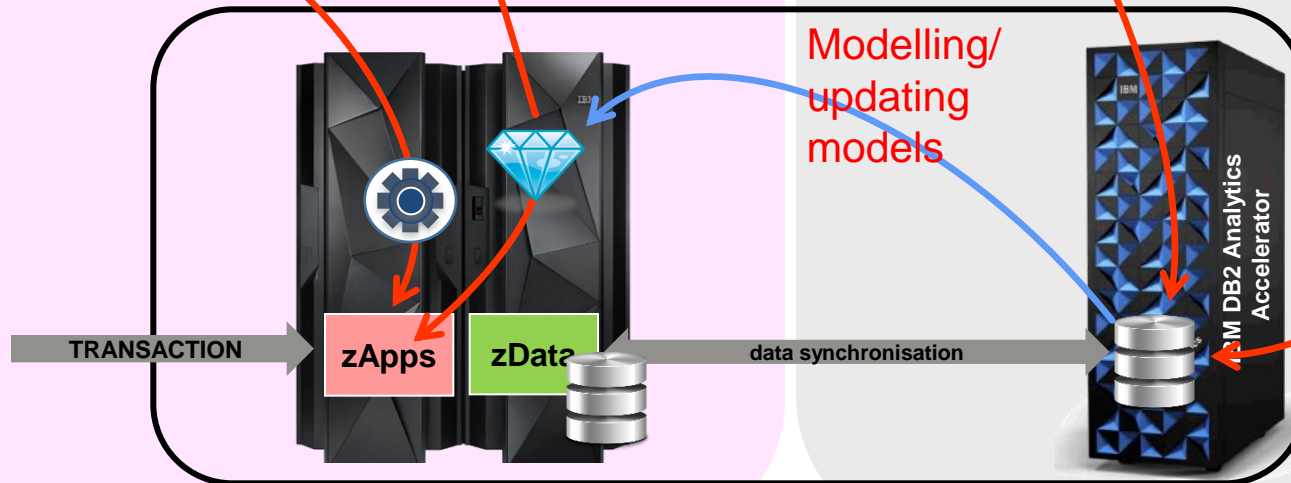 Modelling/
updating
models
IBM
IBM
TRANSACTION
zApps
zData
data synchronisation
IBM DB2 Analytics
Accelerator